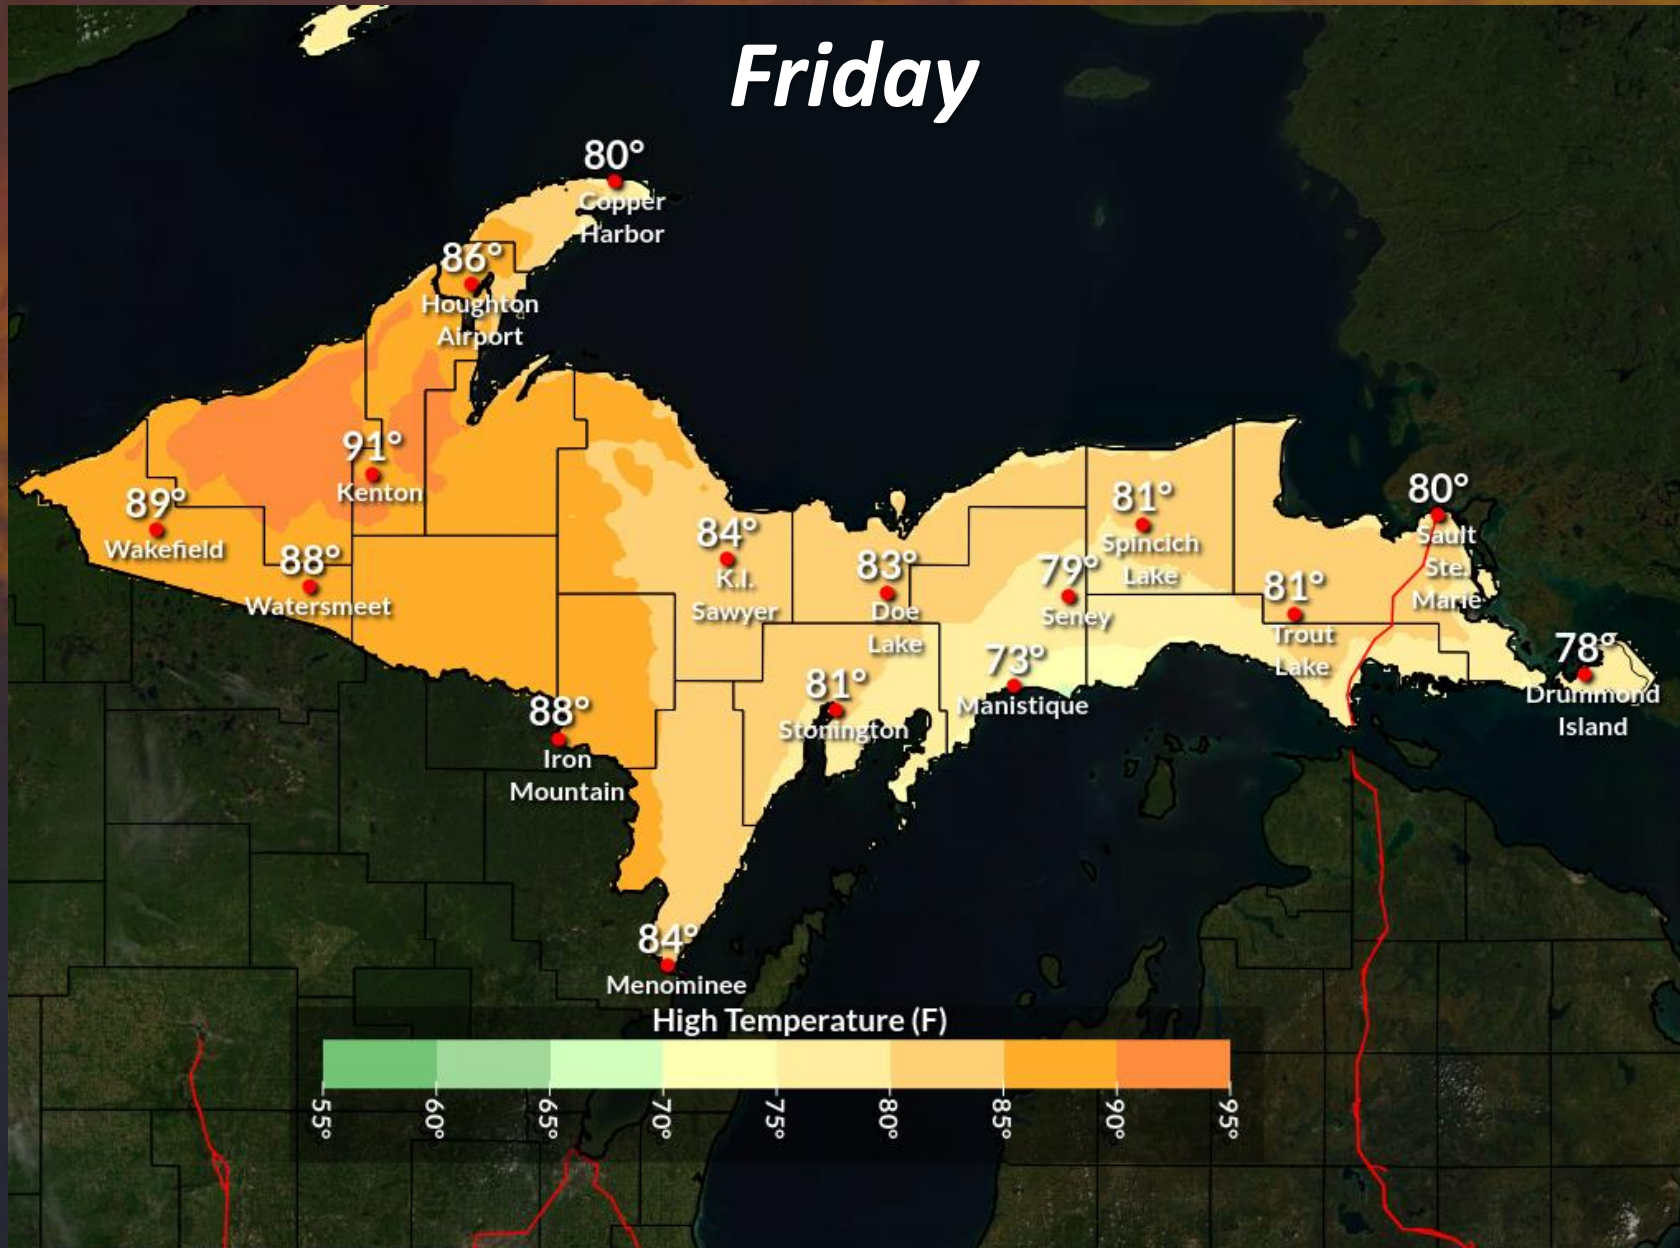 Friday
80°
Copper
Harbor
86°
Houghton
Airport
91°
Kenton
89°
Wakefield
88°
Watersmeet
84°
K.I.
Sawyer
83°
Doe
Lake
81°
Spincich
Lake
79°
Seney
80°
Sault
Ste.
Marie
81°
Trout
Lake
78°
Drummond
Island
73°
Manistique
81°
Stonington
88°
Iron
Mountain
84°
Menominee
High Temperature (F)
55°
60°
65°
70°
75°
80°
85°
90°
95°